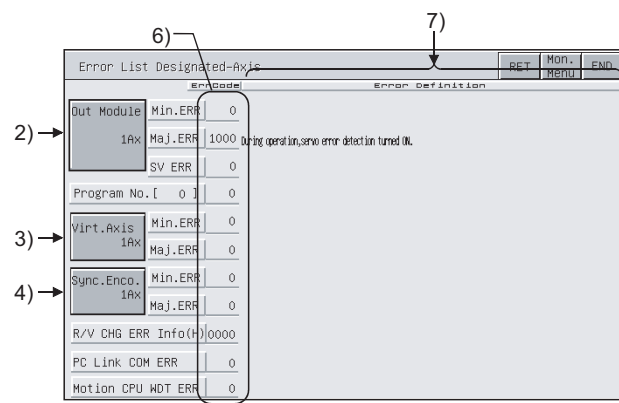 6)
7)
Error List Designated-Axis RET Mon. Menu END
ErrCode Error Definition
2) Out Module 1Ax Min.ERR 0
Maj.ERR 1000 During operation,servo error detection turned ON.
SV ERR 0
Program No.[ 0 ] 0
3) Virt.Axis 1Ax Min.ERR 0
Maj.ERR 0
4) Sync.Enco. 1Ax Min.ERR 0
Maj.ERR 0
R/V CHG ERR Info(H) 0000
PC Link COM ERR 0
Motion CPU WDT ERR 0